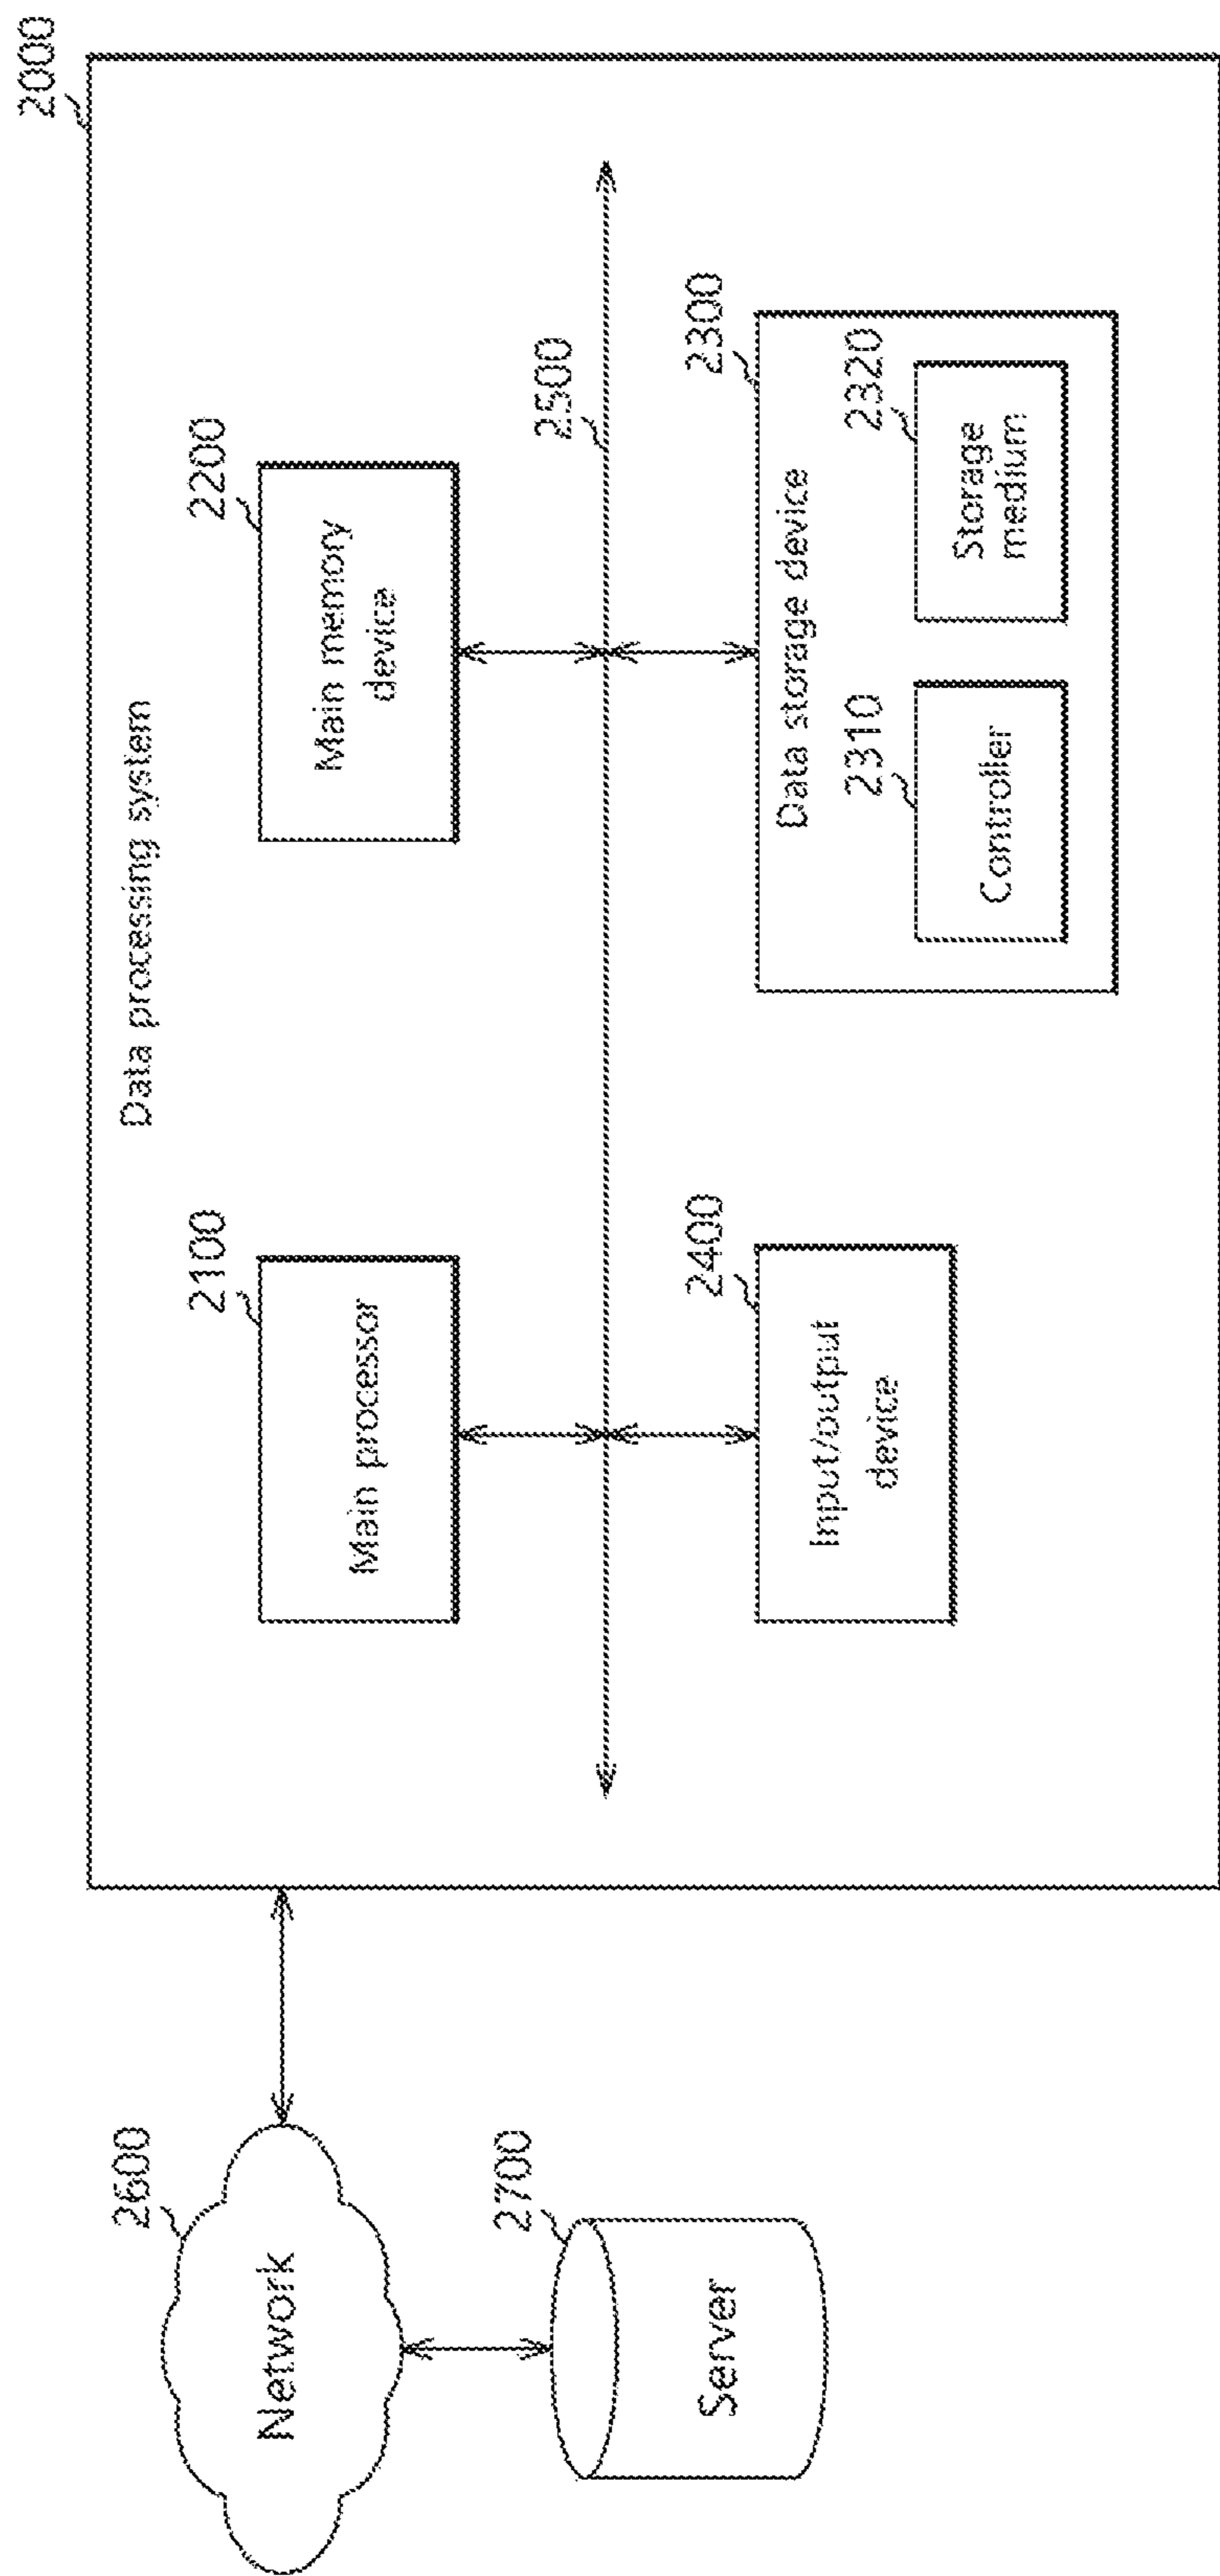 2000
Data processing system
2600
Network
2700
Server
2100
Main processor
2200
Main memory
device
2500
2400
Input/output
device
2300
Data storage device
2310
Controller
2320
Storage
medium